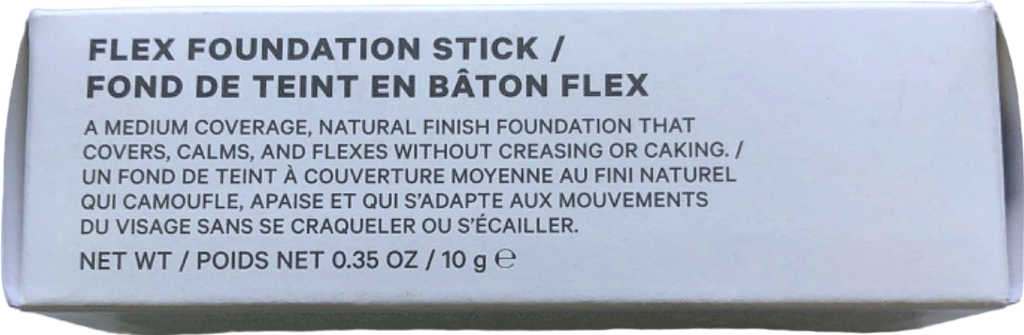 FLEX FOUNDATION STICK /
FOND DE TEINT EN BÂTON FLEX
A MEDIUM COVERAGE, NATURAL FINISH FOUNDATION THAT
COVERS, CALMS, AND FLEXES WITHOUT CREASING OR CAKING. /
UN FOND DE TEINT À COUVERTURE MOYENNE AU FINI NATUREL
QUI CAMOUFLE, APAISE ET QUI S'ADAPTE AUX MOUVEMENTS
DU VISAGE SANS SE CRAQUELER OU S'ÉCAILLER.
NET WT / POIDS NET 0.35 OZ / 10 g ℮